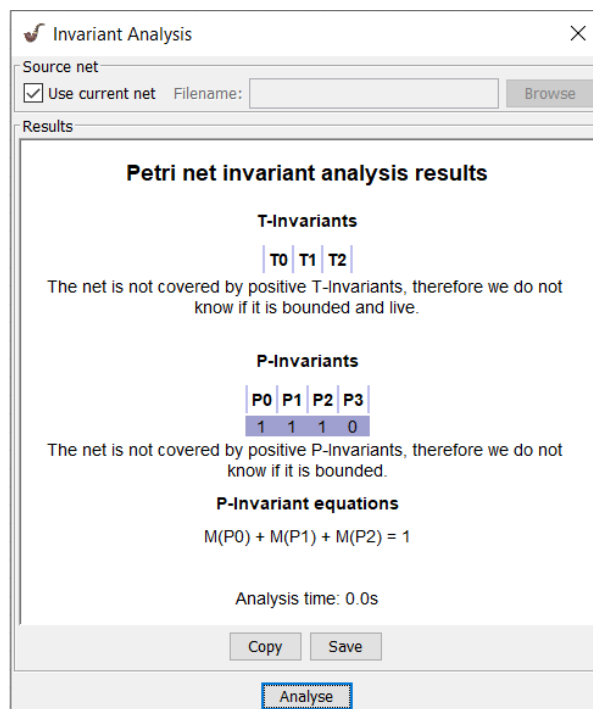 Invariant Analysis
Source net
Use current net Filename: Browse
Results
Petri net invariant analysis results
T-Invariants
T0 T1 T2
The net is not covered by positive T-Invariants, therefore we do not
know if it is bounded and live.
P-Invariants
P0 P1 P2 P3
1 1 1 0
The net is not covered by positive P-Invariants, therefore we do not
know if it is bounded.
P-Invariant equations
M(P0) + M(P1) + M(P2) = 1
Analysis time: 0.0s
Copy Save
Analyse